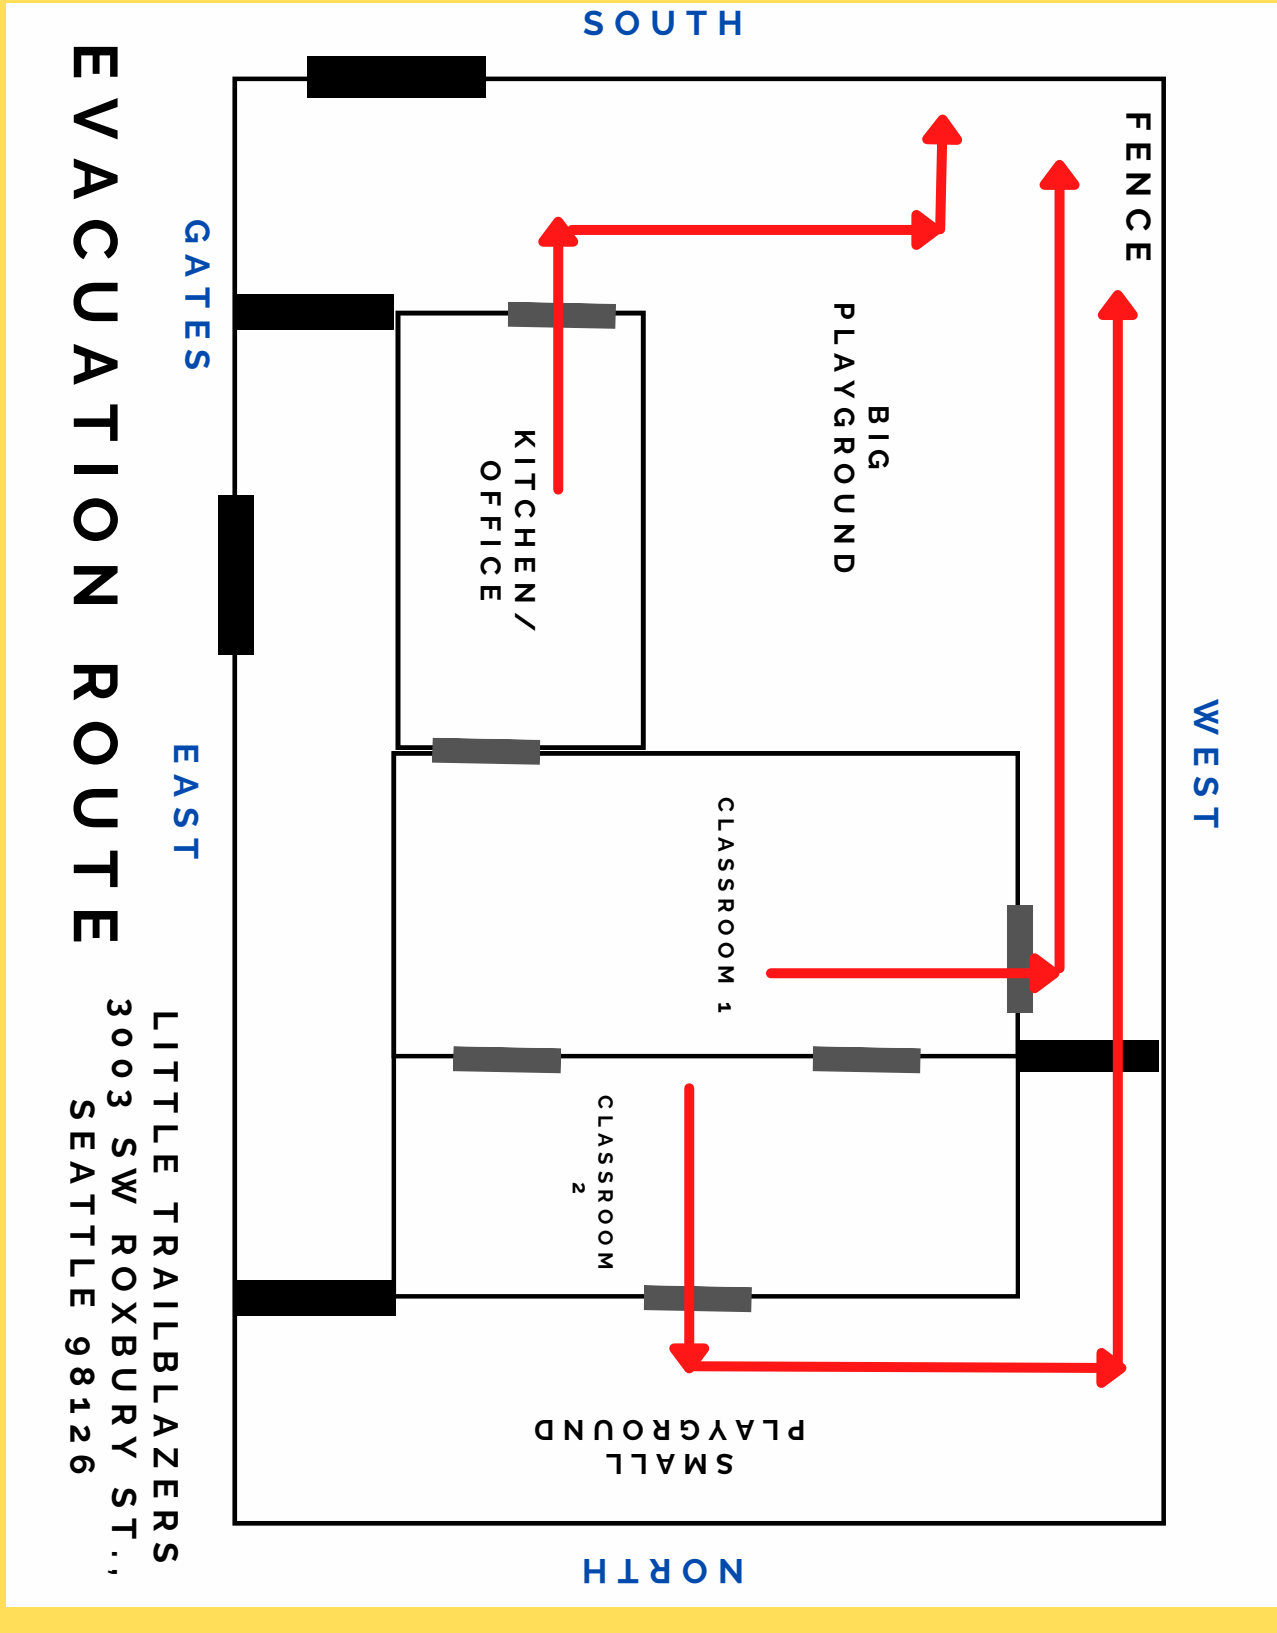 SOUTH
EVACUATION ROUTE
GATES
EAST
LITTLE TRAILBLAZERS
3003 SW ROXBURY ST.,
SEATTLE 98126
FENCE
BIG
PLAYGROUND
KITCHEN/
OFFICE
WEST
CLASSROOM 1
CLASSROOM
2
SMALL
PLAYGROUND
NORTH